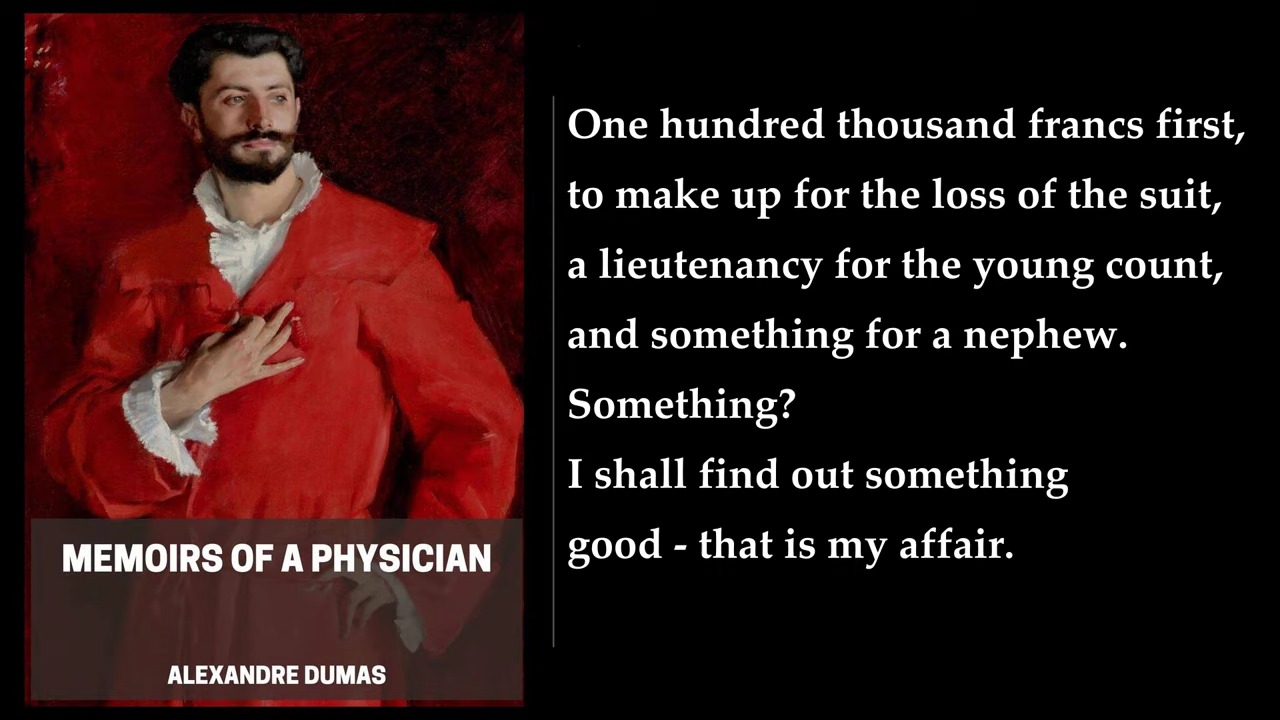 MEMOIRS OF A PHYSICIAN
ALEXANDRE DUMAS
One hundred thousand francs first,
to make up for the loss of the suit,
a lieutenancy for the young count,
and something for a nephew.
Something?
I shall find out something
good - that is my affair.